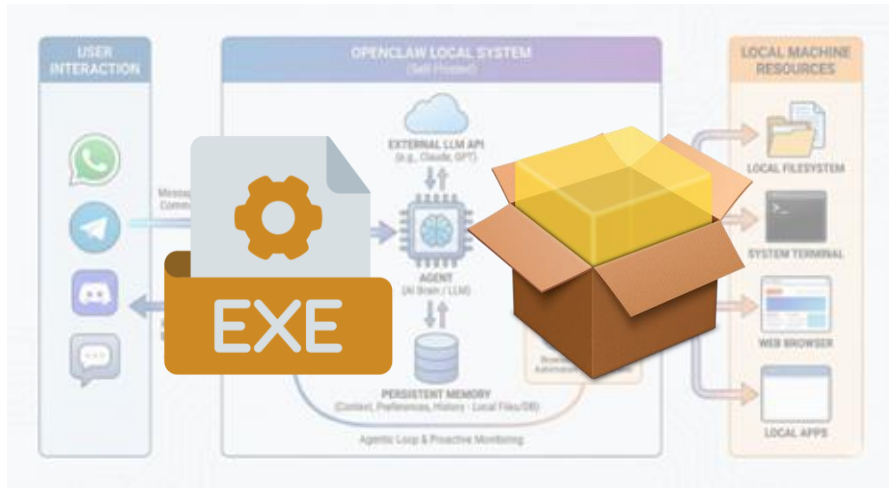 USER
INTERACTION
OPENCLAW LOCAL SYSTEM
(Self-Hosted)
LOCAL MACHINE
RESOURCES
EXTERNAL LLM API
(e.g., Claude, GPT)
LOCAL FILESYSTEM
>_
SYSTEM TERMINAL
AGENT
(AI Brain / LLM)
EXE
WEB BROWSER
PERSISTENT MEMORY
(Context, Preferences, History - Local Files/DB)
LOCAL APPS
Agentic Loop & Proactive Monitoring